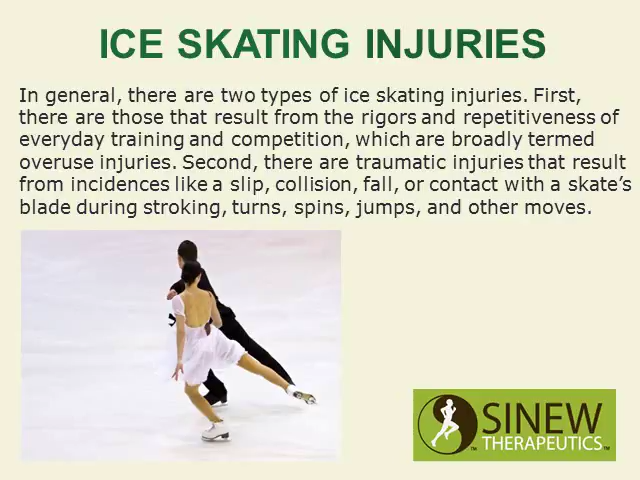 ICE SKATING INJURIES
In general, there are two types of ice skating injuries. First,
there are those that result from the rigors and repetitiveness of
everyday training and competition, which are broadly termed
overuse injuries. Second, there are traumatic injuries that result
from incidences like a slip, collision, fall, or contact with a skate’s
blade during stroking, turns, spins, jumps, and other moves.
SINEW
THERAPEUTICS